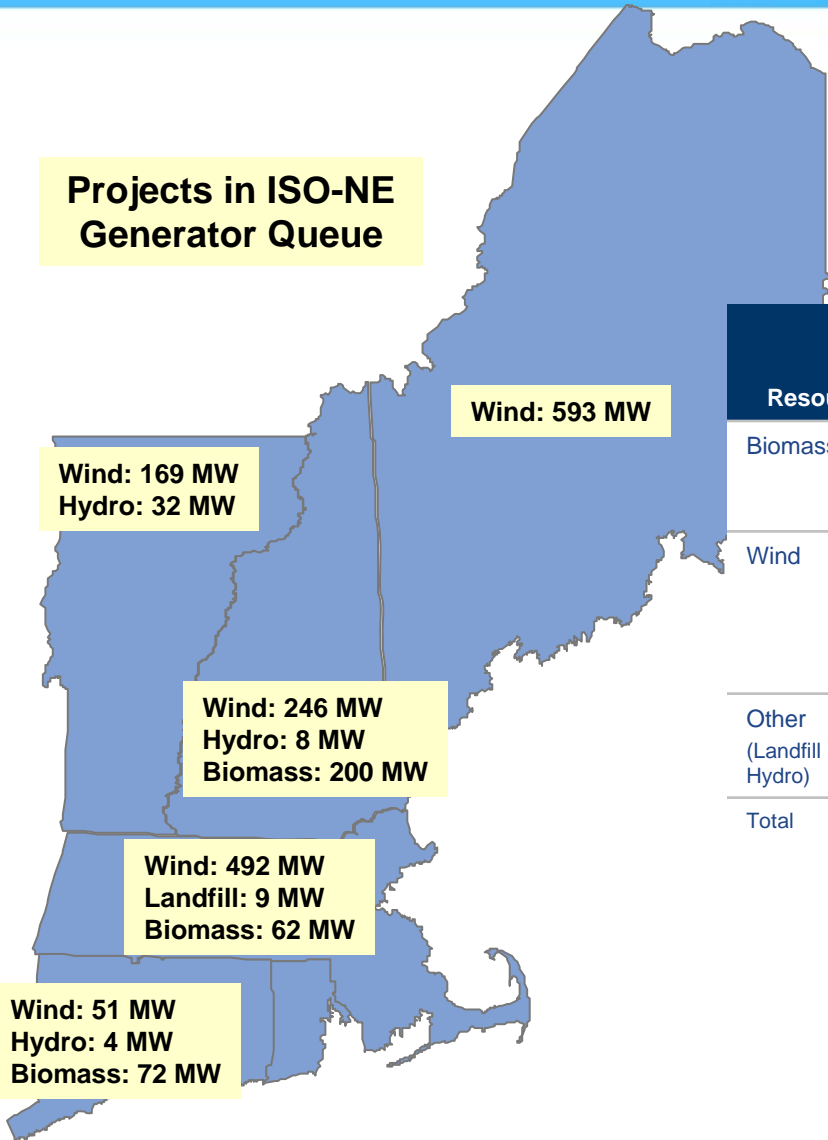 Projects in ISO-NE
Generator Queue
Wind: 593 MW
Wind: 169 MW
Hydro: 32 MW
Wind: 246 MW
Hydro: 8 MW
Biomass: 200 MW
Wind: 492 MW
Landfill: 9 MW
Biomass: 62 MW
Wind: 51 MW
Hydro: 4 MW
Biomass: 72 MW
Resou
Biomass
Wind
Other
(Landfill
Hydro)
Total